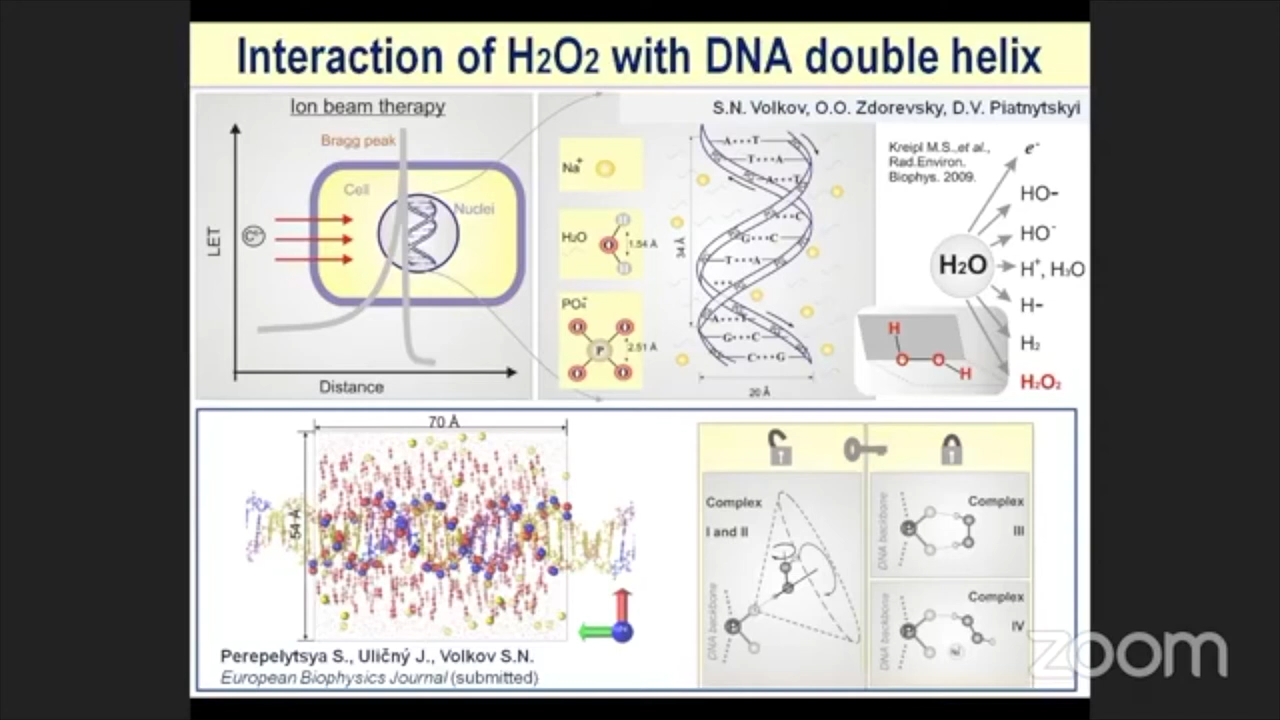 Interaction of H2O2 with DNA double helix
Ion beam therapy
Bragg peak
Cell
Nuclei
LET
Distance
S.N. Volkov, O.O. Zdorevsky, D.V. Piatnytskyi
Na+
H2O
1.54 Å
PO4-
O
O
P
2.51 Å
O
O
34 Å
A•••T
T•••A
G•••C
T•••A
A•••T
G•••C
C•••G
20 Å
Kreipl M.S.,et al.,
Rad.Environ.
Biophys. 2009.
H2O
e-
HO•
HO-
H+, H3O
H•
H2
H2O2
H
O
O
H
70 Å
54 Å
Perepelytsya S., Uličný J., Volkov S.N.
European Biophysics Journal (submitted)
Complex
I and II
DNA backbone
P
Complex
III
DNA backbone
P
Complex
IV
DNA backbone
P
zoom